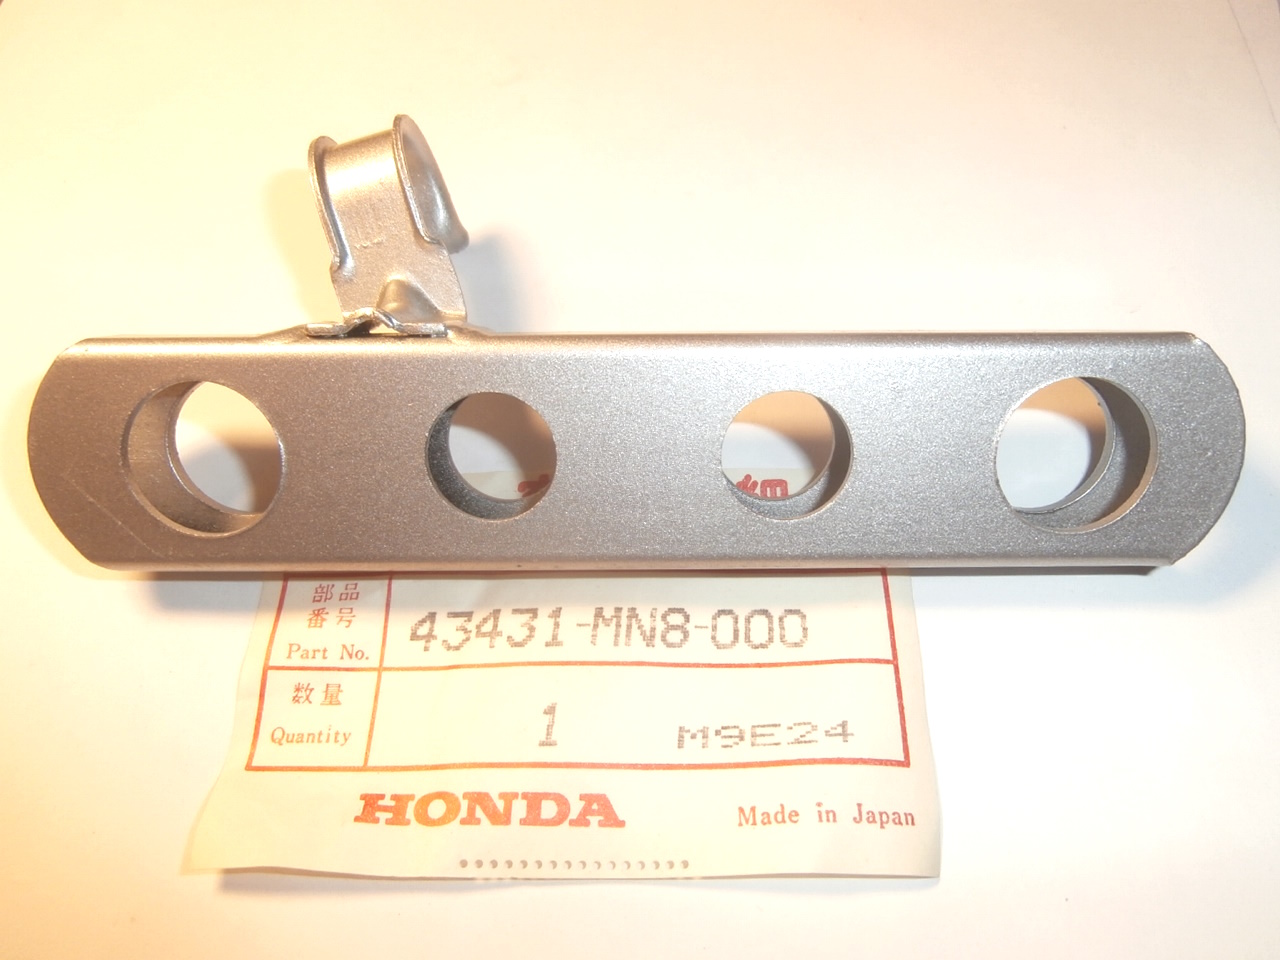 部品
番号
Part No.
43431-MN8-000
数量
Quantity
1
M9E24
HONDA
Made in Japan